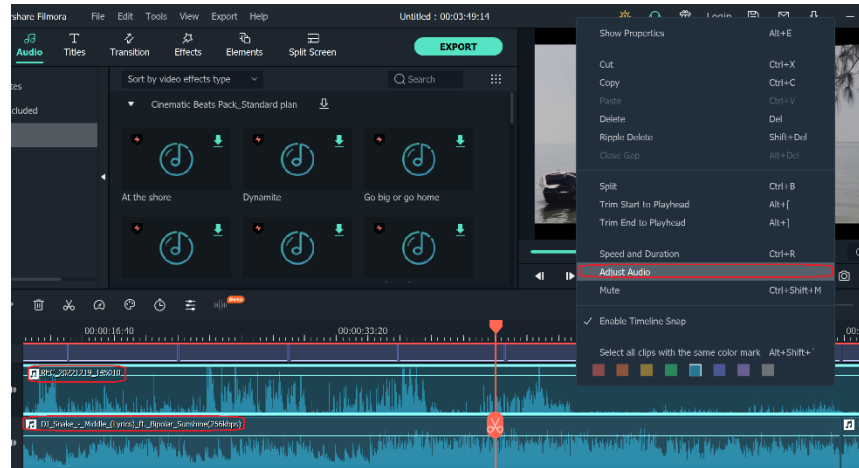 rshare Filmora File Edit Tools View Export Help Untitled : 00:03:49:14 Login
Audio Titles Transition Effects Elements Split Screen EXPORT
Sort by video effects type Search
cluded
Cinematic Beats Pack_Standard plan
At the shore Dynamite Go big or go home
Show Properties Alt+E
Cut Ctrl+X
Copy Ctrl+C
Paste Ctrl+V
Delete Del
Ripple Delete Shift+Del
Close Gap Alt+Del
Split Ctrl+B
Trim Start to Playhead Alt+[
Trim End to Playhead Alt+]
Speed and Duration Ctrl+R
Adjust Audio
Mute Ctrl+Shift+M
Enable Timeline Snap
Select all clips with the same color mark Alt+Shift+`
Beta
00:00:16:40 00:00:33:20 00:
REC_20221219_145010
DJ_Snake_-_Middle_(Lyrics)_ft._Bipolar_Sunshine(256kbps)